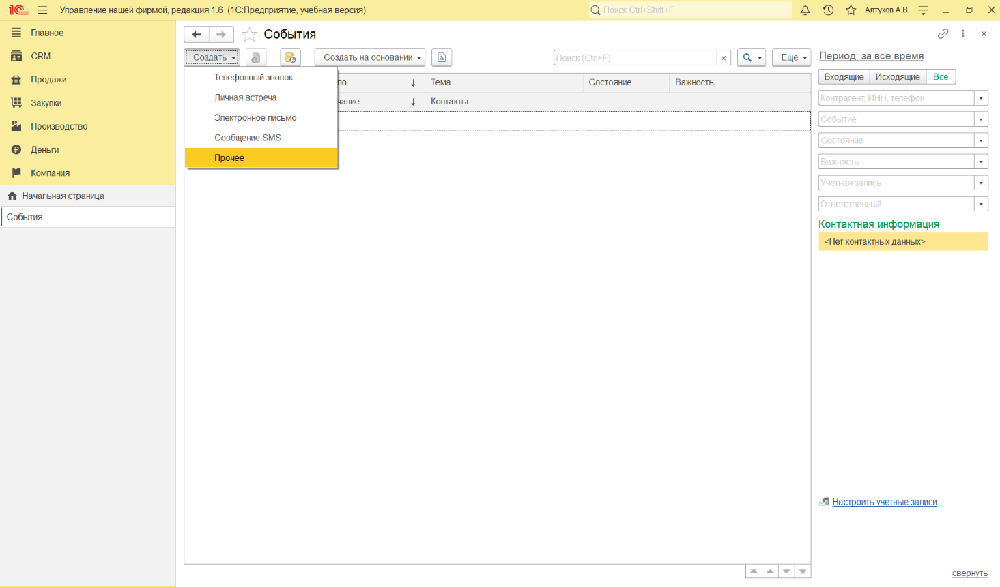 1С Управление нашей фирмой, редакция 1.6 (1С:Предприятие, учебная версия)
Поиск Ctrl+Shift+F
Алтухов А.В.
Главное
CRM
Продажи
Закупки
Производство
Деньги
Компания
Начальная страница
События
События
Создать
Создать на основании
Поиск (Ctrl+F)
Еще
Телефонный звонок
Личная встреча
Электронное письмо
Сообщение SMS
Прочее
по
Тема
Состояние
Важность
чание
Контакты
Период: за все время
Входящие Исходящие Все
Контрагент, ИНН, телефон
Событие
Состояние
Важность
Учетная запись
Ответственный
Контактная информация
<Нет контактных данных>
Настроить учетные записи
свернуть